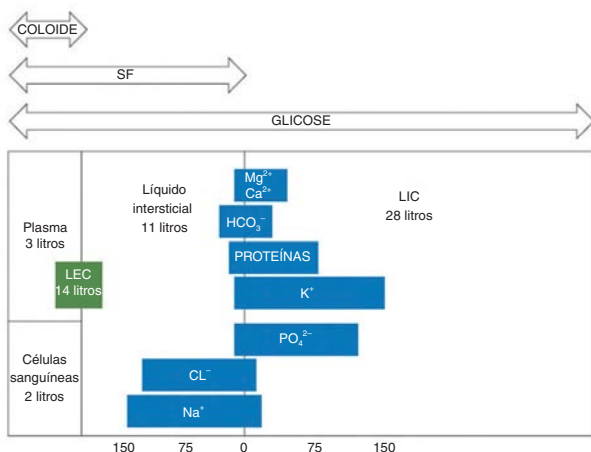 COLOIDE
SF
GLICOSE
Plasma
3 litros
LEC
14 litros
Células
sanguíneas
2 litros
Líquido
intersticial
11 litros
Mg²⁺
Ca²⁺
HCO₃⁻
PROTEÍNAS
K⁺
PO₄²⁻
CL⁻
Na⁺
LIC
28 litros
150 75 0 75 150